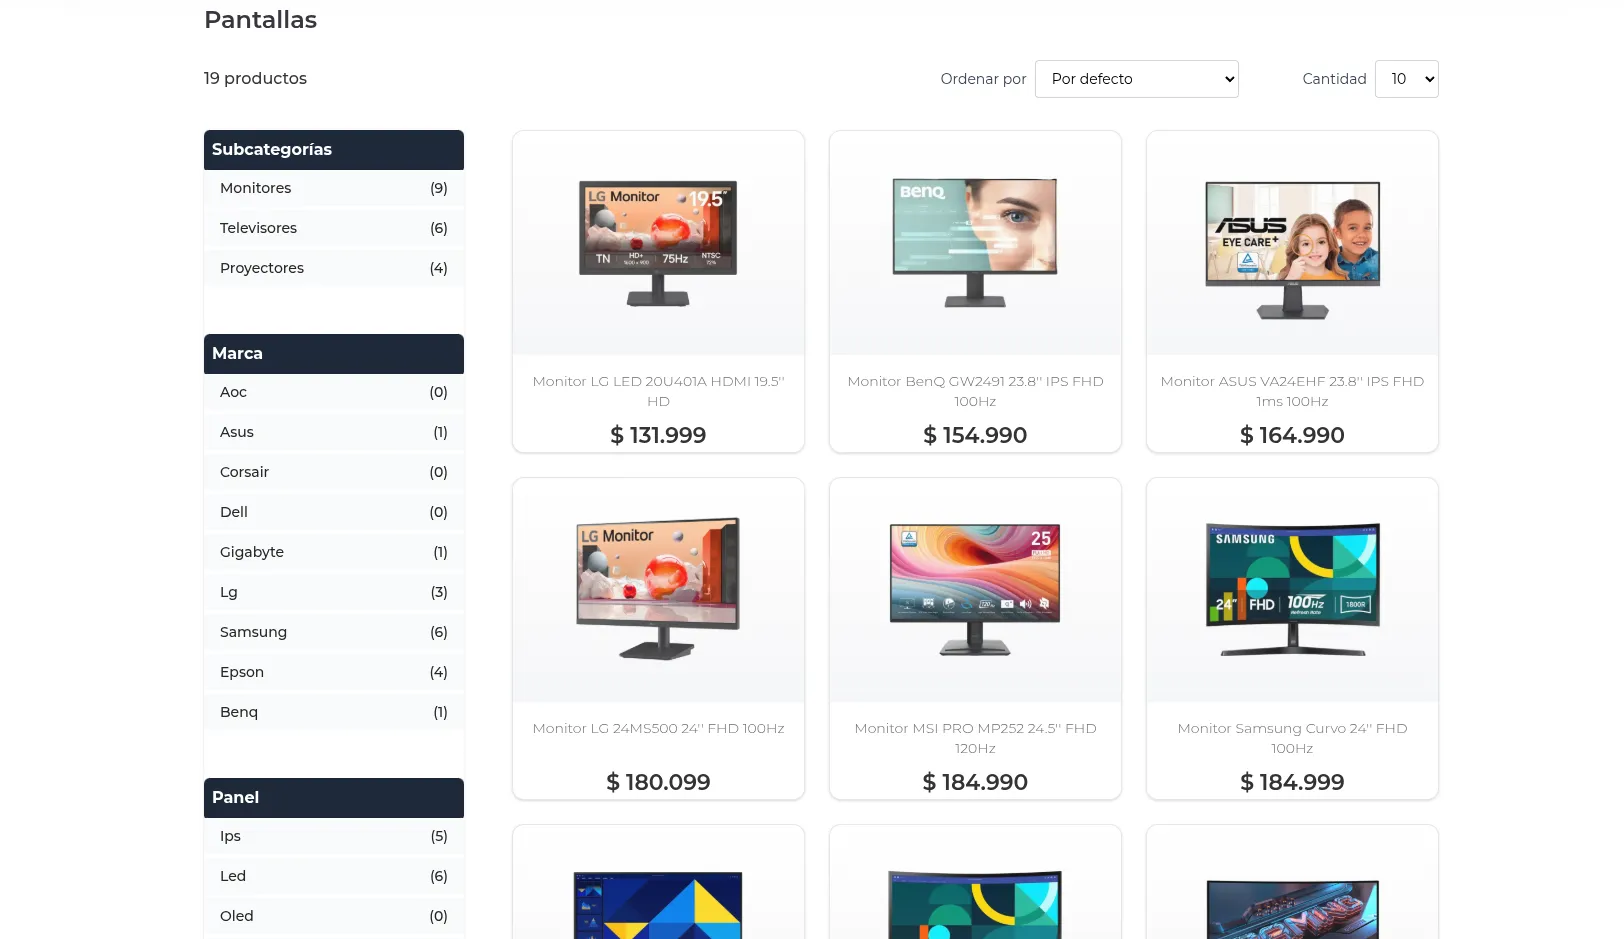 Pantallas
19 productos
Ordenar por
Por defecto
Cantidad
10
Subcategorías
Monitores (9)
Televisores (6)
Proyectores (4)
Marca
Aoc (0)
Asus (1)
Corsair (0)
Dell (0)
Gigabyte (1)
Lg (3)
Samsung (6)
Epson (4)
Benq (1)
Panel
Ips (5)
Led (6)
Oled (0)
LG Monitor 19.5"
TN HD+ 75Hz NTSC
1600 x 900 72%
Monitor LG LED 20U401A HDMI 19.5''
HD
$ 131.999
BenQ
Monitor BenQ GW2491 23.8'' IPS FHD
100Hz
$ 154.990
ASUS
EYE CARE+
Monitor ASUS VA24EHF 23.8'' IPS FHD
1ms 100Hz
$ 164.990
LG Monitor
Monitor LG 24MS500 24'' FHD 100Hz
$ 180.099
25
Monitor MSI PRO MP252 24.5'' FHD
120Hz
$ 184.990
SAMSUNG
24" FHD 100Hz 1800R
Refresh Rate
Monitor Samsung Curvo 24'' FHD
100Hz
$ 184.999